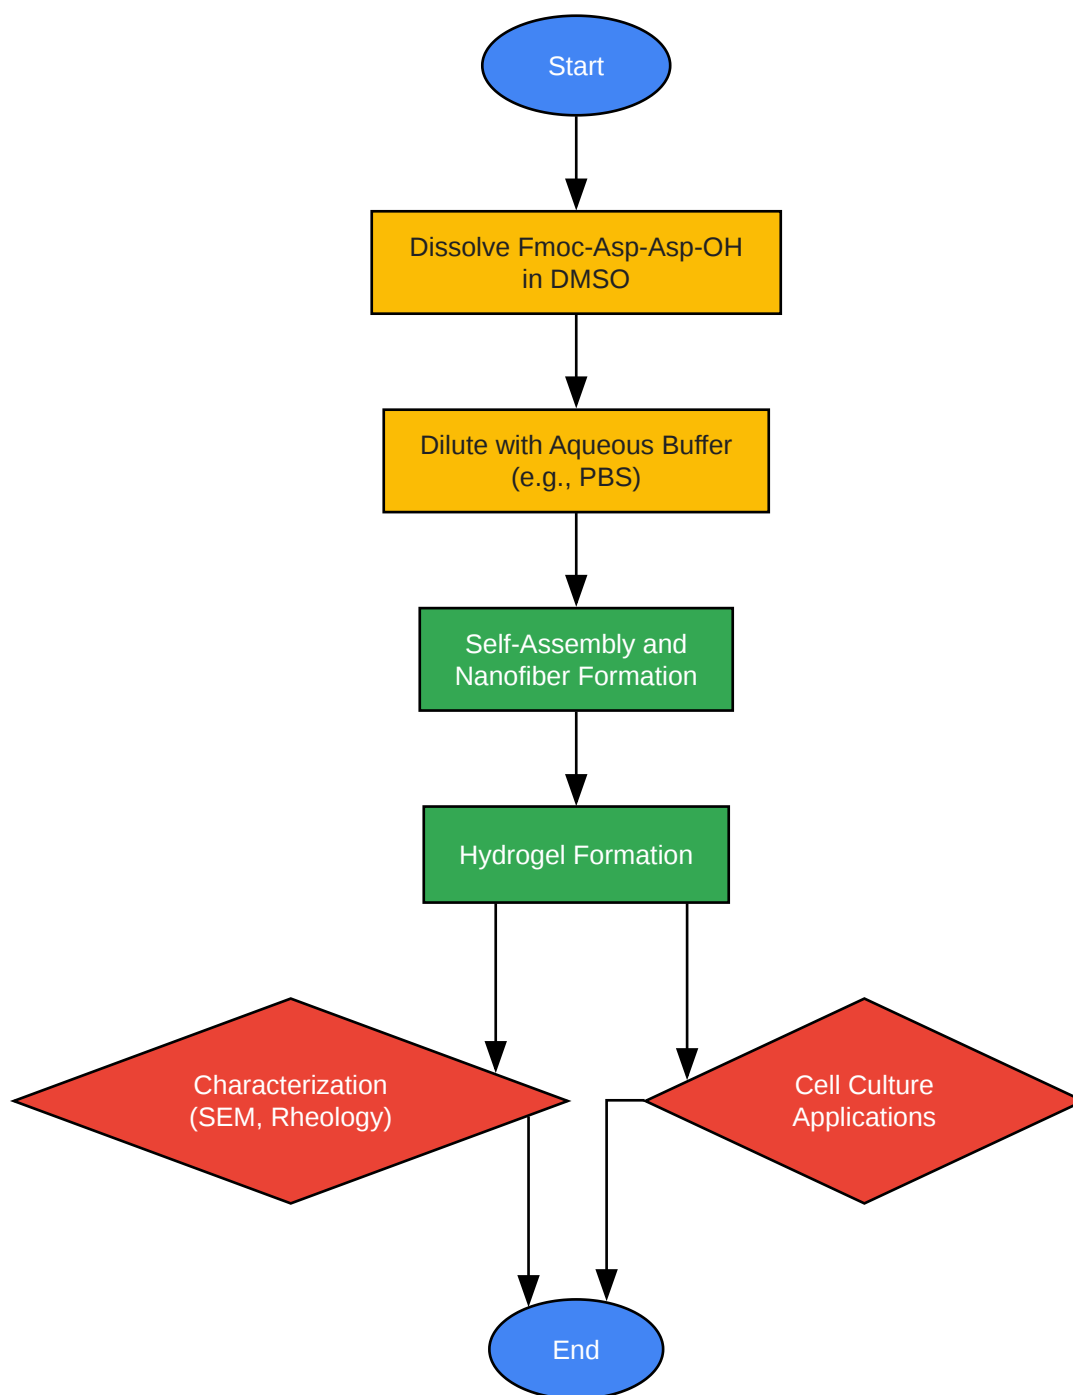 Start
Dissolve Fmoc-Asp-Asp-OH
in DMSO
Dilute with Aqueous Buffer
(e.g., PBS)
Self-Assembly and
Nanofiber Formation
Hydrogel Formation
Characterization
(SEM, Rheology)
Cell Culture
Applications
End